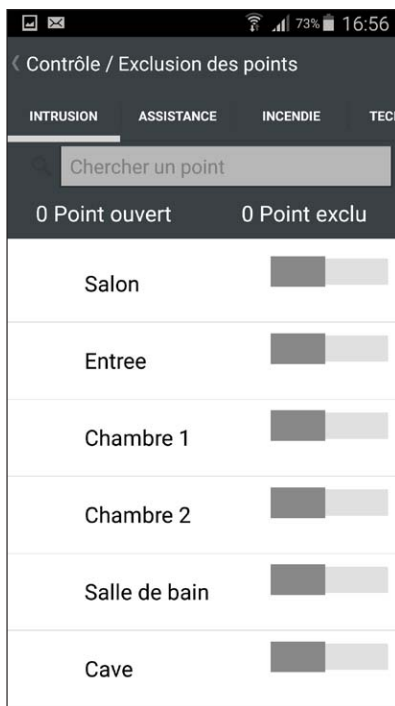 73% 16:56
Contrôle / Exclusion des points
INTRUSION ASSISTANCE INCENDIE TECH
Chercher un point
0 Point ouvert 0 Point exclu
Salon
Entree
Chambre 1
Chambre 2
Salle de bain
Cave